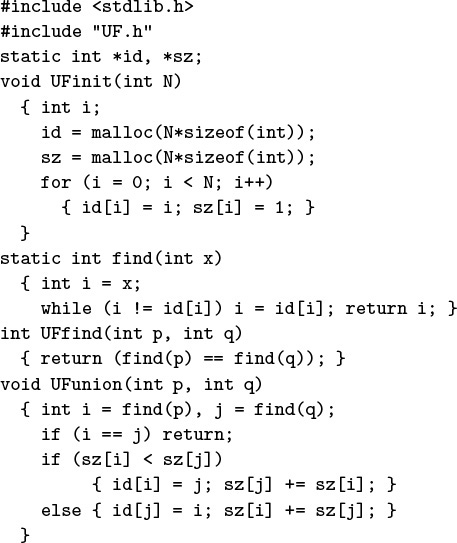 #include <stdlib.h>
#include "UF.h"
static int *id, *sz;
void UFinit(int N)
  { int i;
    id = malloc(N*sizeof(int));
    sz = malloc(N*sizeof(int));
    for (i = 0; i < N; i++)
      { id[i] = i; sz[i] = 1; }
  }
static int find(int x)
  { int i = x;
    while (i != id[i]) i = id[i]; return i; }
int UFfind(int p, int q)
  { return (find(p) == find(q)); }
void UFunion(int p, int q)
  { int i = find(p), j = find(q);
    if (i == j) return;
    if (sz[i] < sz[j])
         { id[i] = j; sz[j] += sz[i]; }
    else { id[j] = i; sz[i] += sz[j]; }
  }